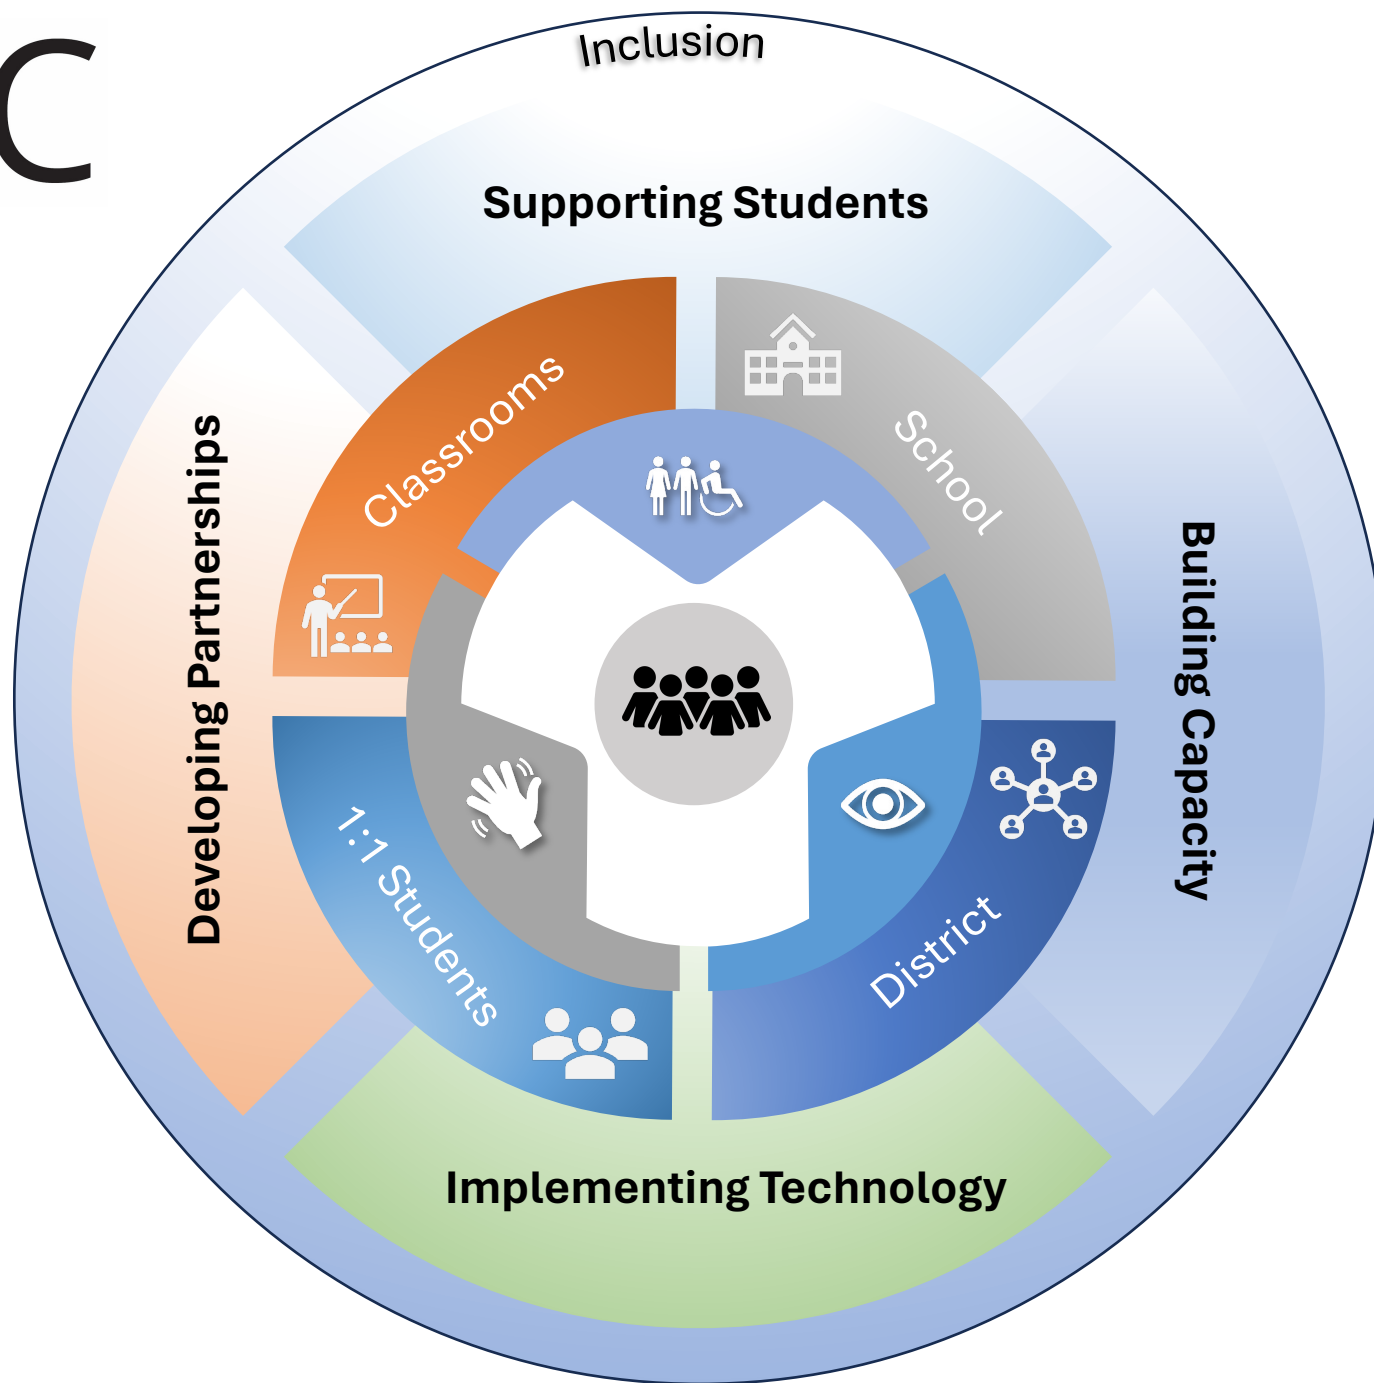 C
Inclusion
Supporting Students
Classrooms
School
Developing Partnerships
Building Capacity
1:1 Students
District
Implementing Technology